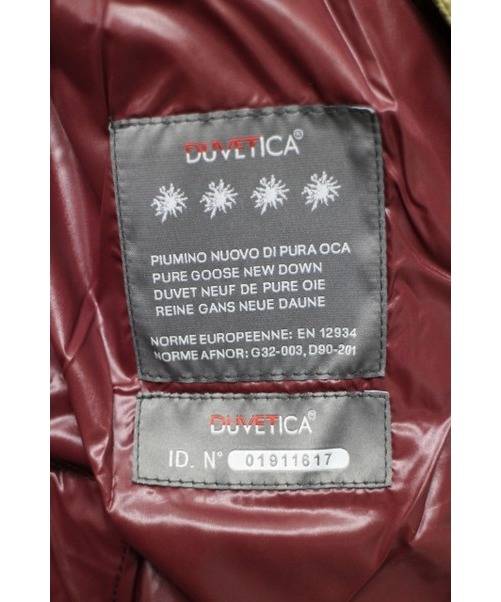 DUVETICA®
PIUMINO NUOVO DI PURA OCA
PURE GOOSE NEW DOWN
DUVET NEUF DE PURE OIE
REINE GANS NEUE DAUNE
NORME EUROPEENNE: EN 12934
NORME AFNOR: G32-003, D90-201
DUVETICA®
ID. N° 01911617